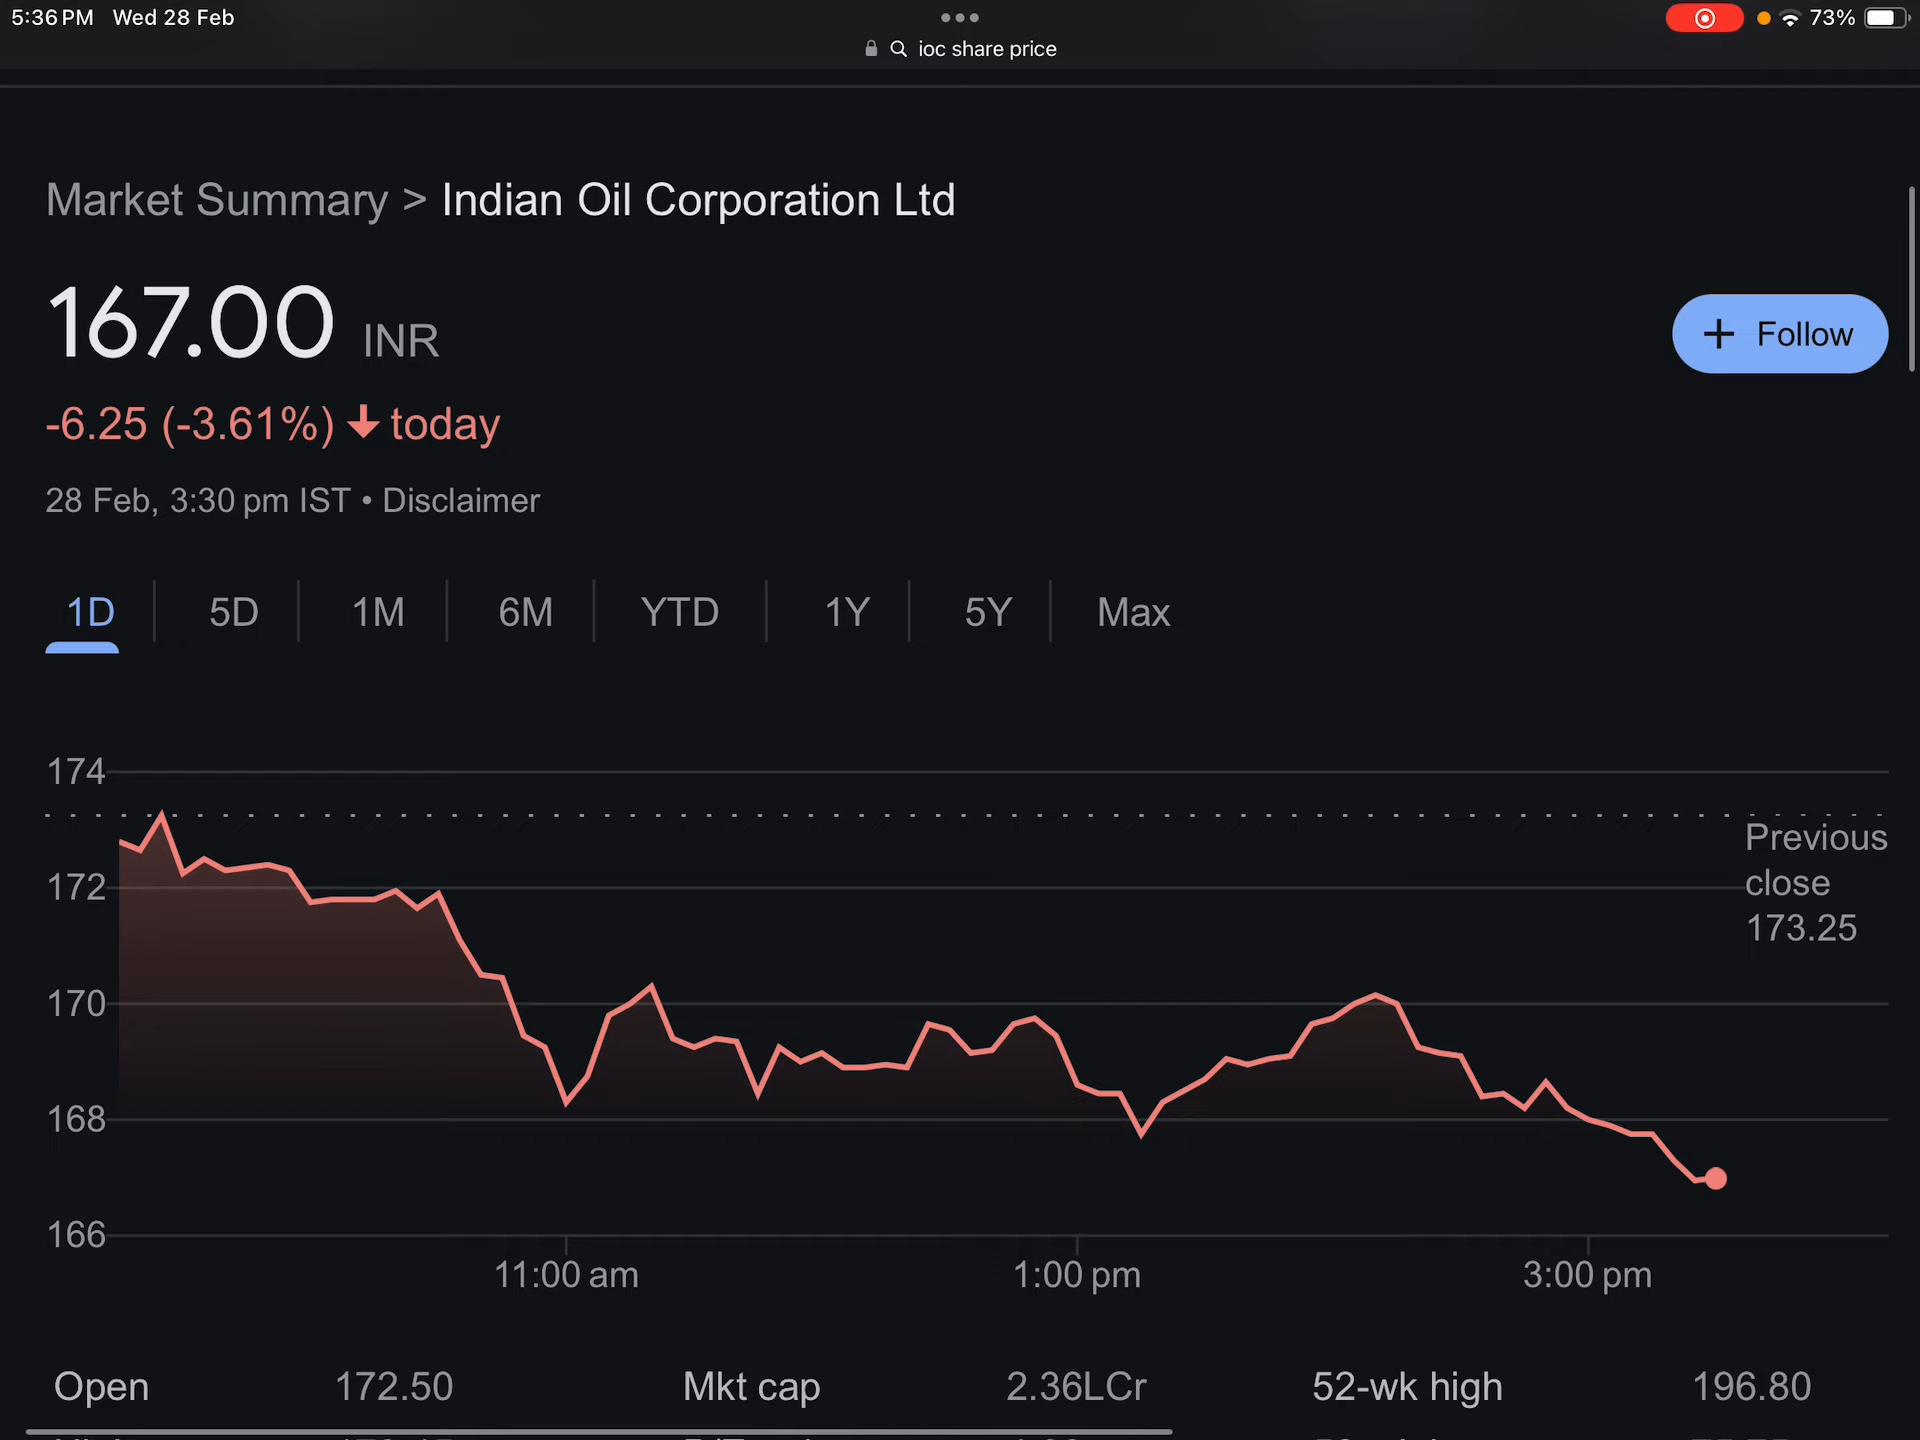 5:36 PM Wed 28 Feb
73%
ioc share price
Market Summary > Indian Oil Corporation Ltd
167.00 INR
+ Follow
-6.25 (-3.61%) ↓ today
28 Feb, 3:30 pm IST • Disclaimer
1D 5D 1M 6M YTD 1Y 5Y Max
174
Previous
close
173.25
172
170
168
166
11:00 am 1:00 pm 3:00 pm
Open 172.50 Mkt cap 2.36LCr 52-wk high 196.80